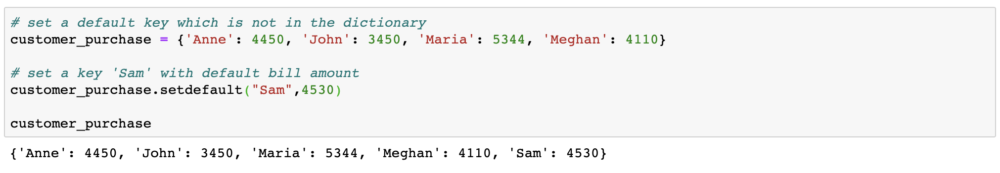 # set a default key which is not in the dictionary
customer_purchase = {'Anne': 4450, 'John': 3450, 'Maria': 5344, 'Meghan': 4110}
# set a key 'Sam' with default bill amount
customer_purchase.setdefault("Sam",4530)
customer_purchase
{'Anne': 4450, 'John': 3450, 'Maria': 5344, 'Meghan': 4110, 'Sam': 4530}